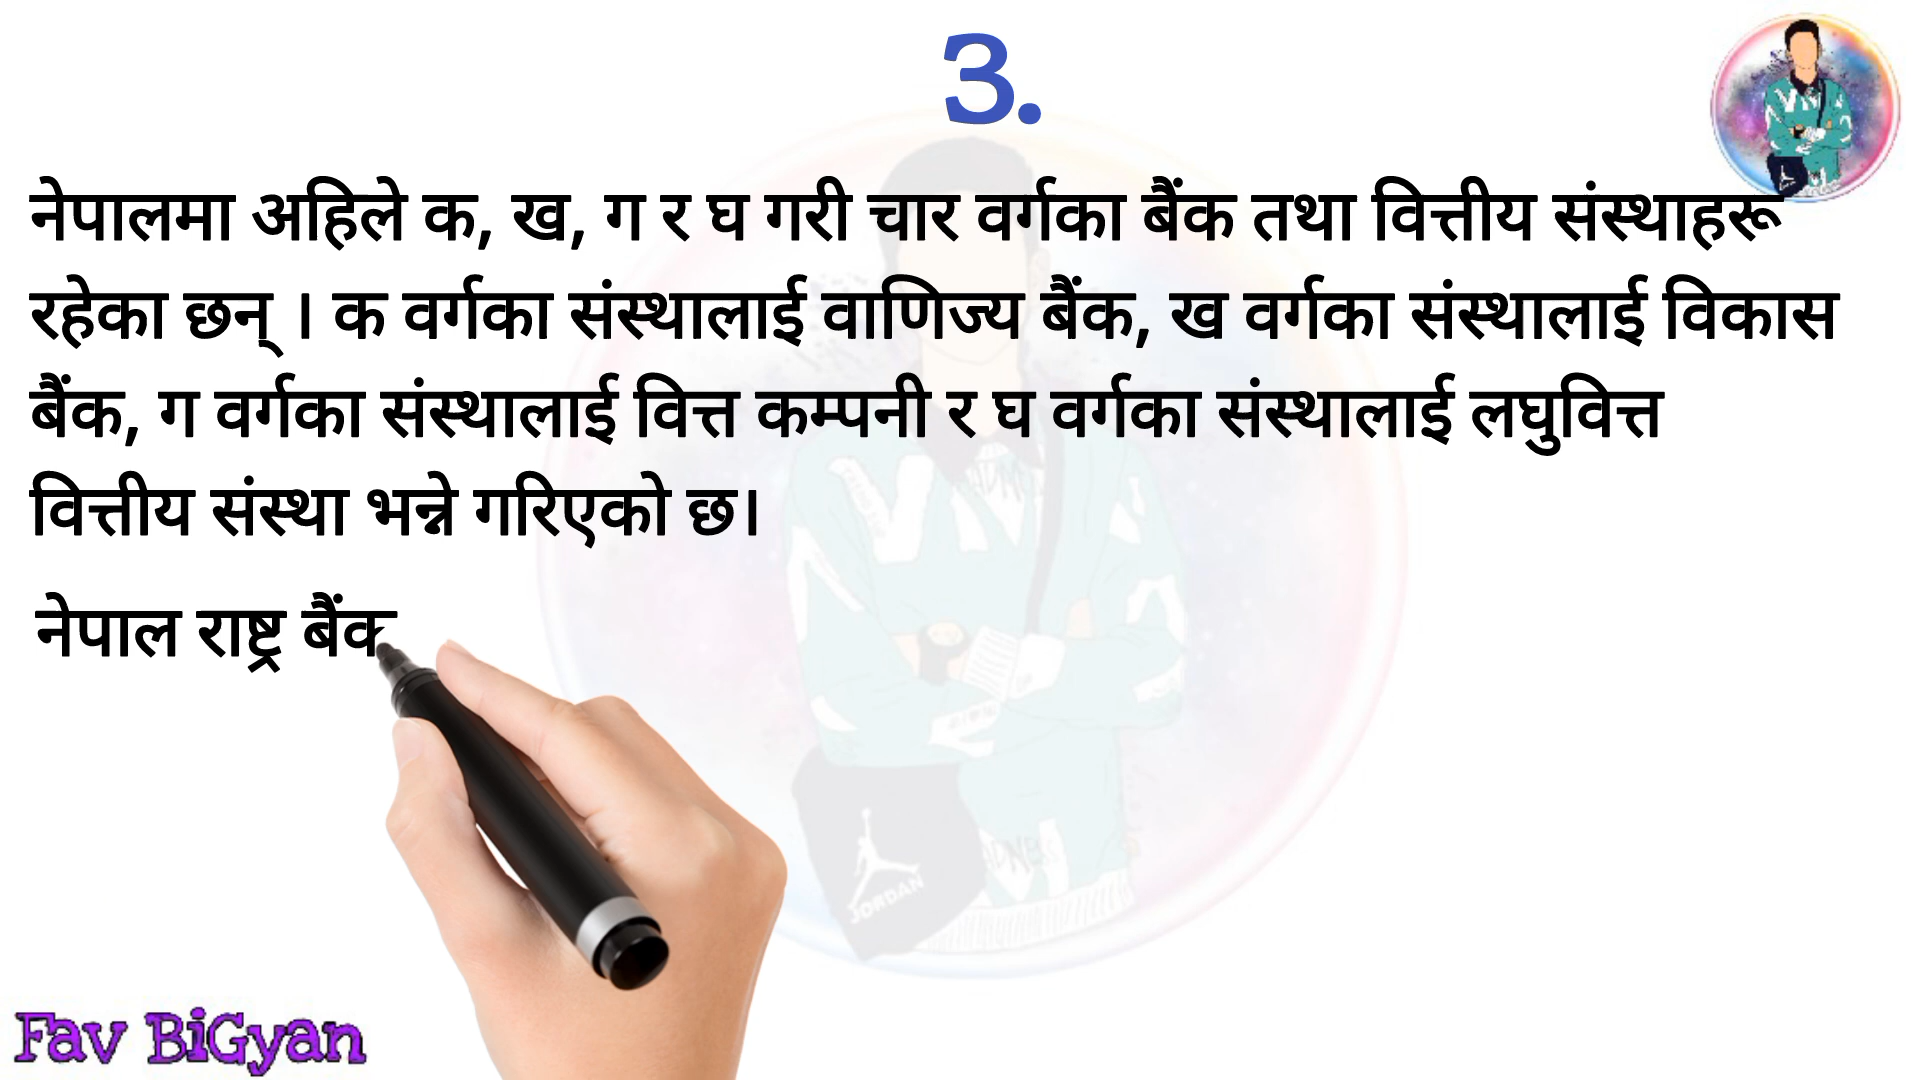 3.
नेपालमा अहिले क, ख, ग र घ गरी चार वर्गका बैंक तथा वित्तीय संस्थाहरू
रहेका छन् । क वर्गका संस्थालाई वाणिज्य बैंक, ख वर्गका संस्थालाई विकास
बैंक, ग वर्गका संस्थालाई वित्त कम्पनी र घ वर्गका संस्थालाई लघुवित्त
वित्तीय संस्था भन्ने गरिएको छ।
नेपाल राष्ट्र बैंक
JORDAN
Fav BiGyan